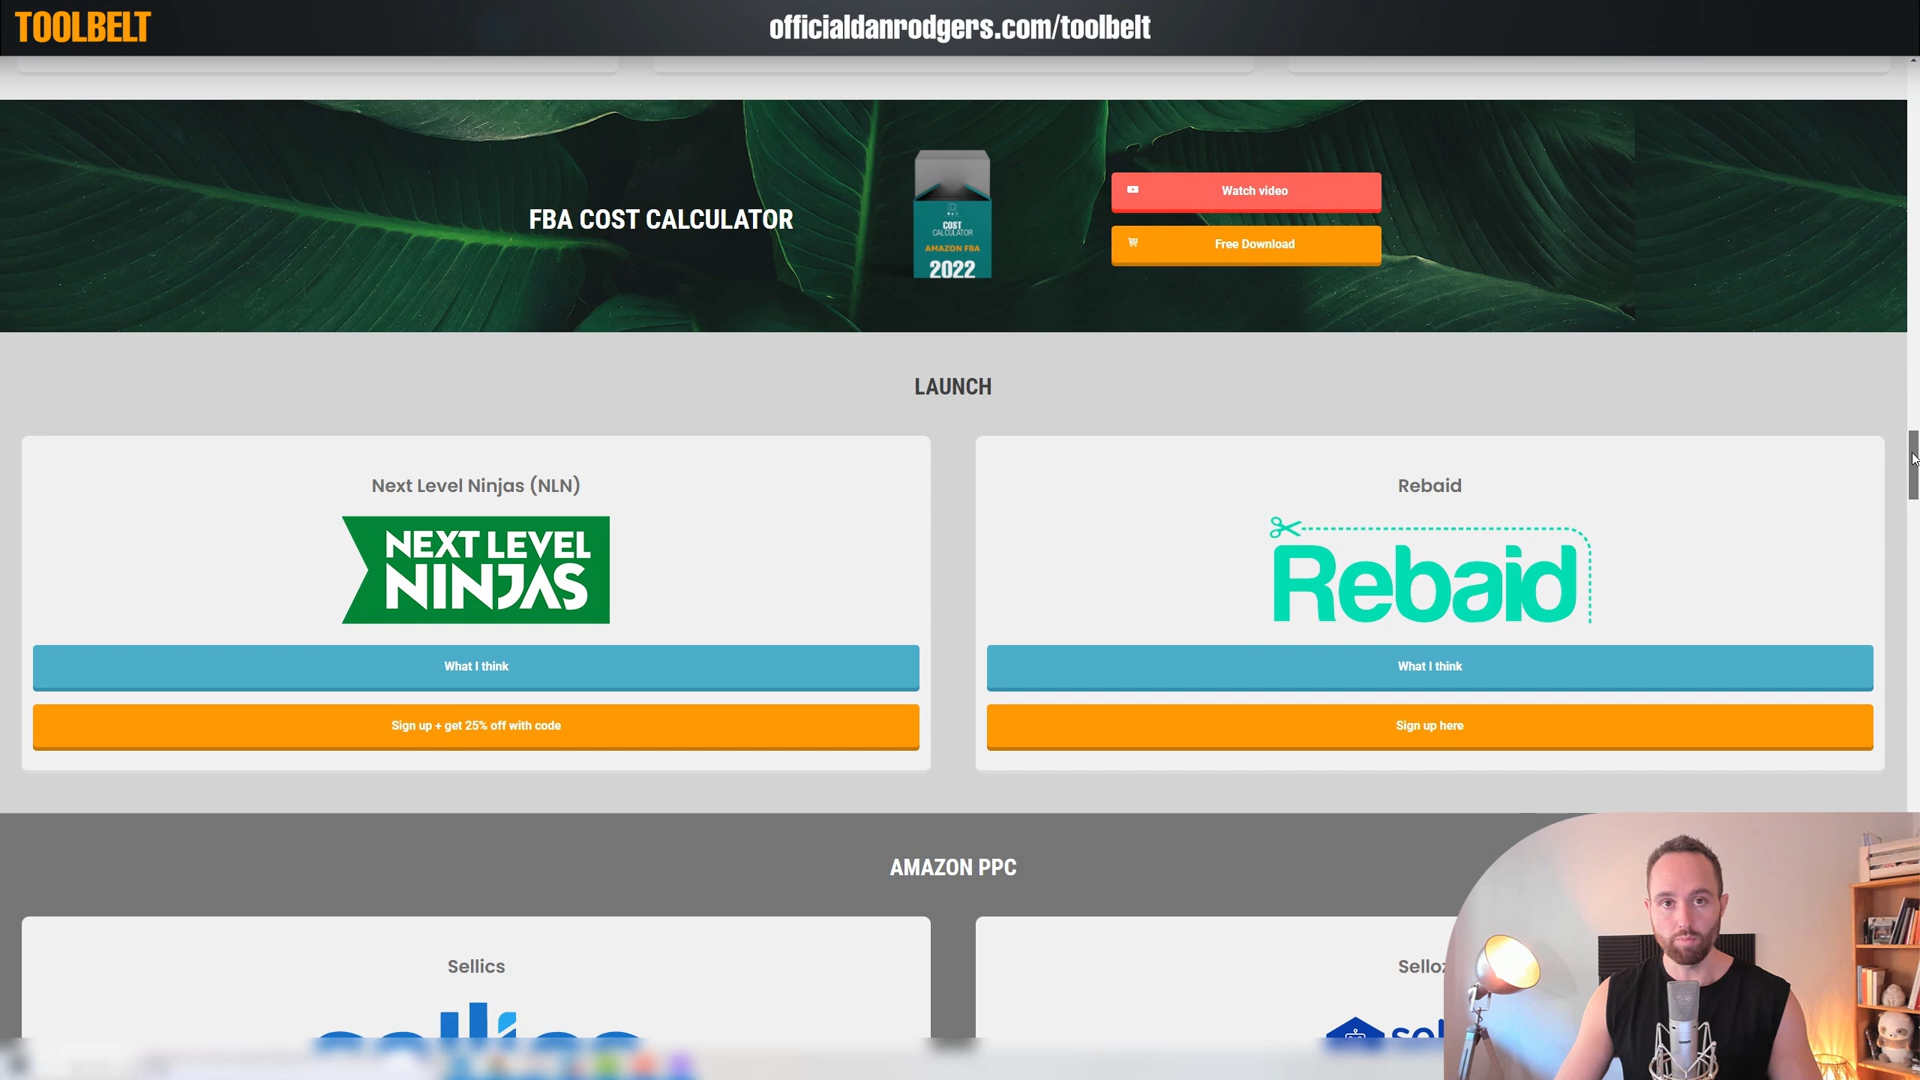 TOOLBELT
officialdanrodgers.com/toolbelt
FBA COST CALCULATOR
COST
CALCULATOR
AMAZON FBA
2022
Watch video
Free Download
LAUNCH
Next Level Ninjas (NLN)
NEXT LEVEL
NINJAS
What I think
Sign up + get 25% off with code
Rebaid
Rebaid
What I think
Sign up here
AMAZON PPC
Sellics